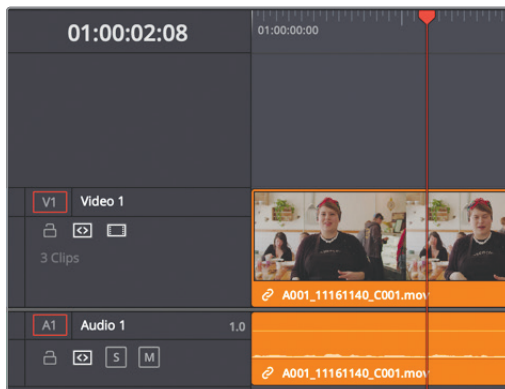 01:00:02:08
01:00:00:00
V1 Video 1
3 Clips
A001_11161140_C001.mov
A1 Audio 1 1.0
S M
A001_11161140_C001.mov